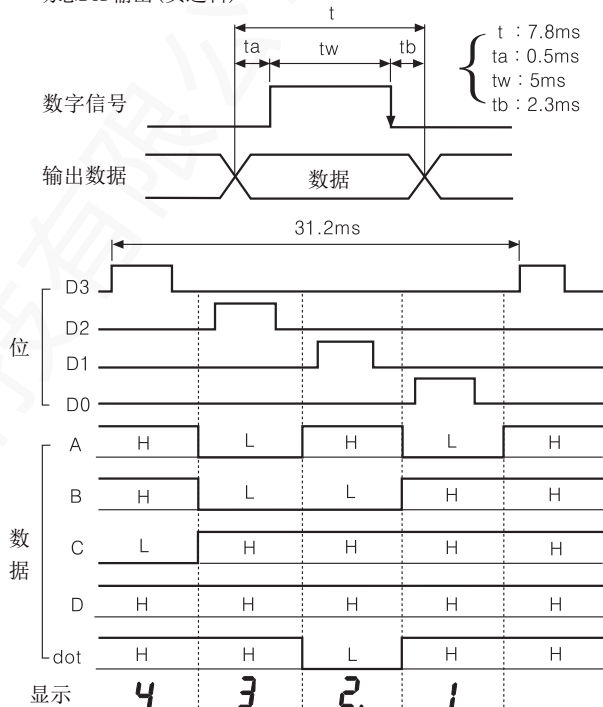 t
ta tw tb
t : 7.8ms
ta : 0.5ms
tw : 5ms
tb : 2.3ms
数字信号
输出数据
数据
31.2ms
位
D3
D2
D1
D0
数据
A H L H L H
B H L L H H
C L H H H H
D H H H H H
dot H H L H H
显示 4 3 2. 1